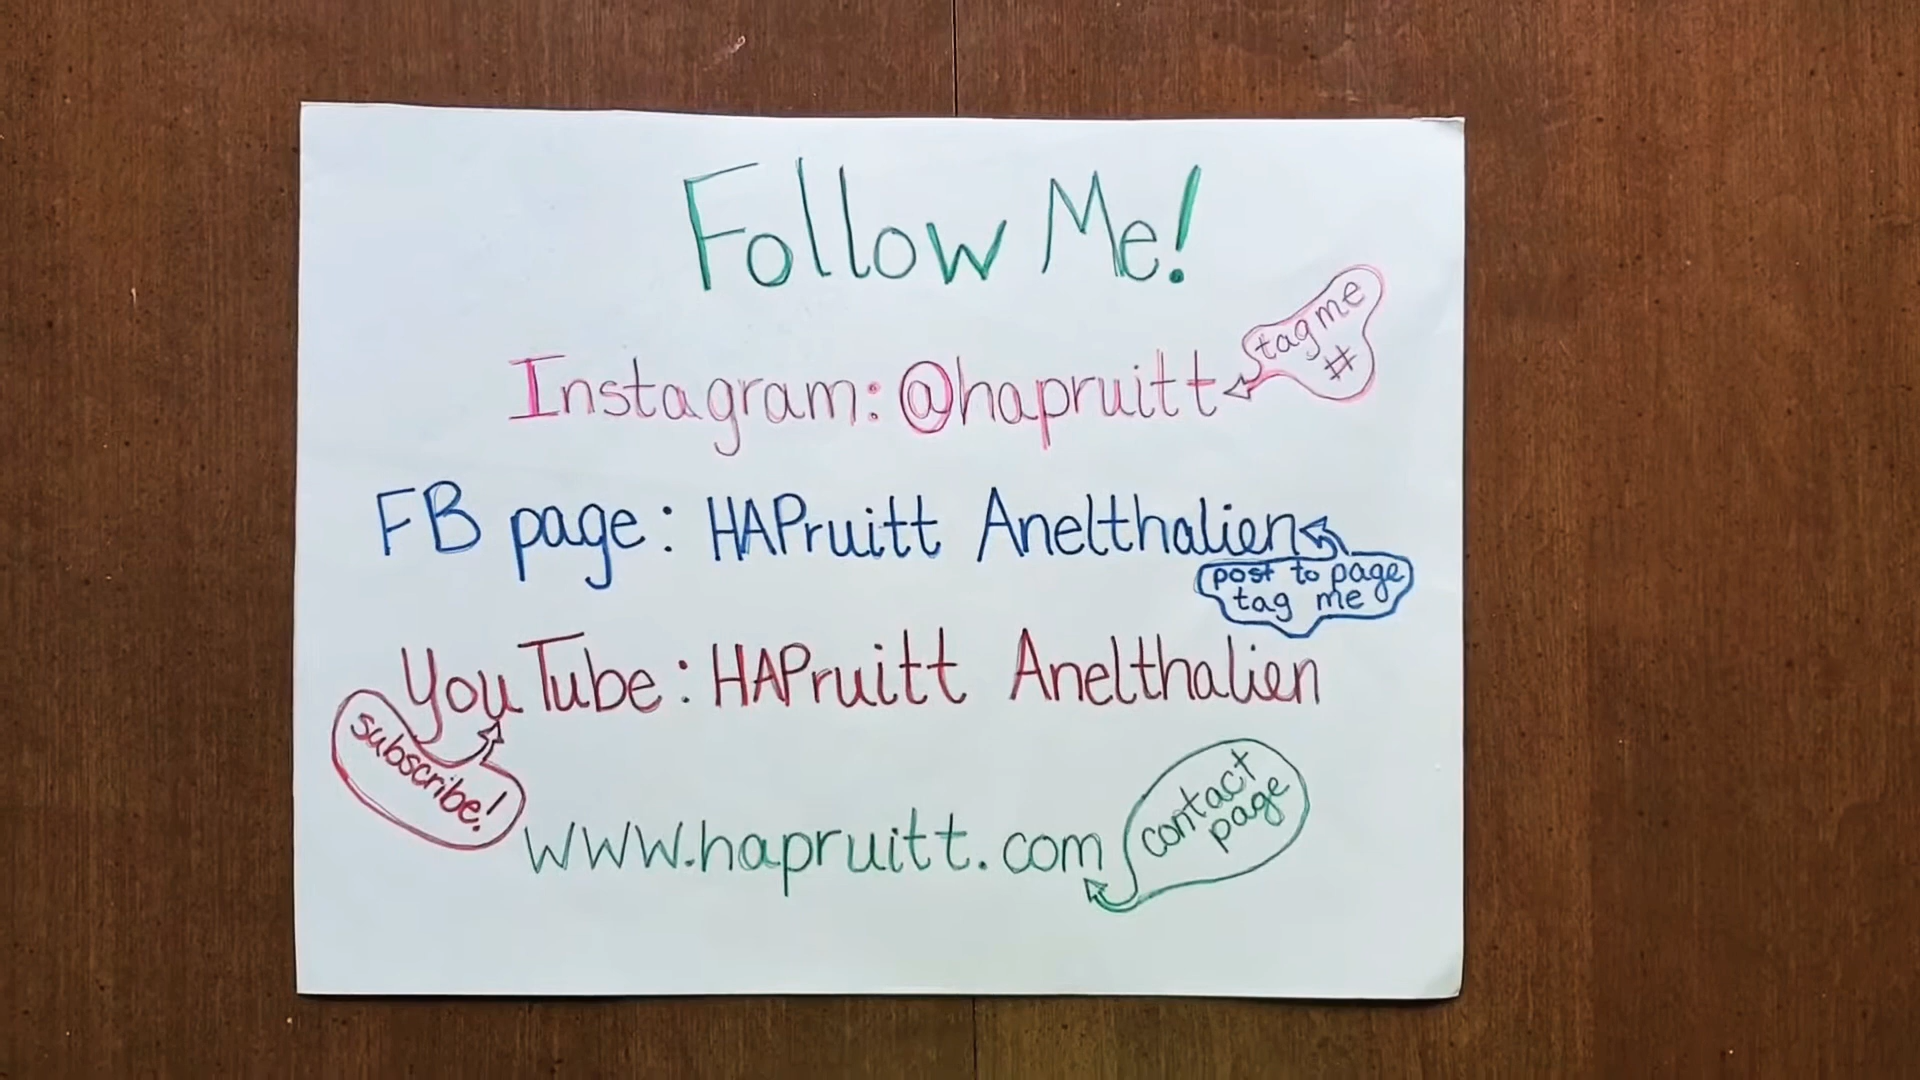 Follow Me!
Instagram: @hapruitt
tag me
#
FB page: HAPruitt Anelthalien
post to page
tag me
YouTube: HAPruitt Anelthalien
subscribe!
www.hapruitt.com
contact
page